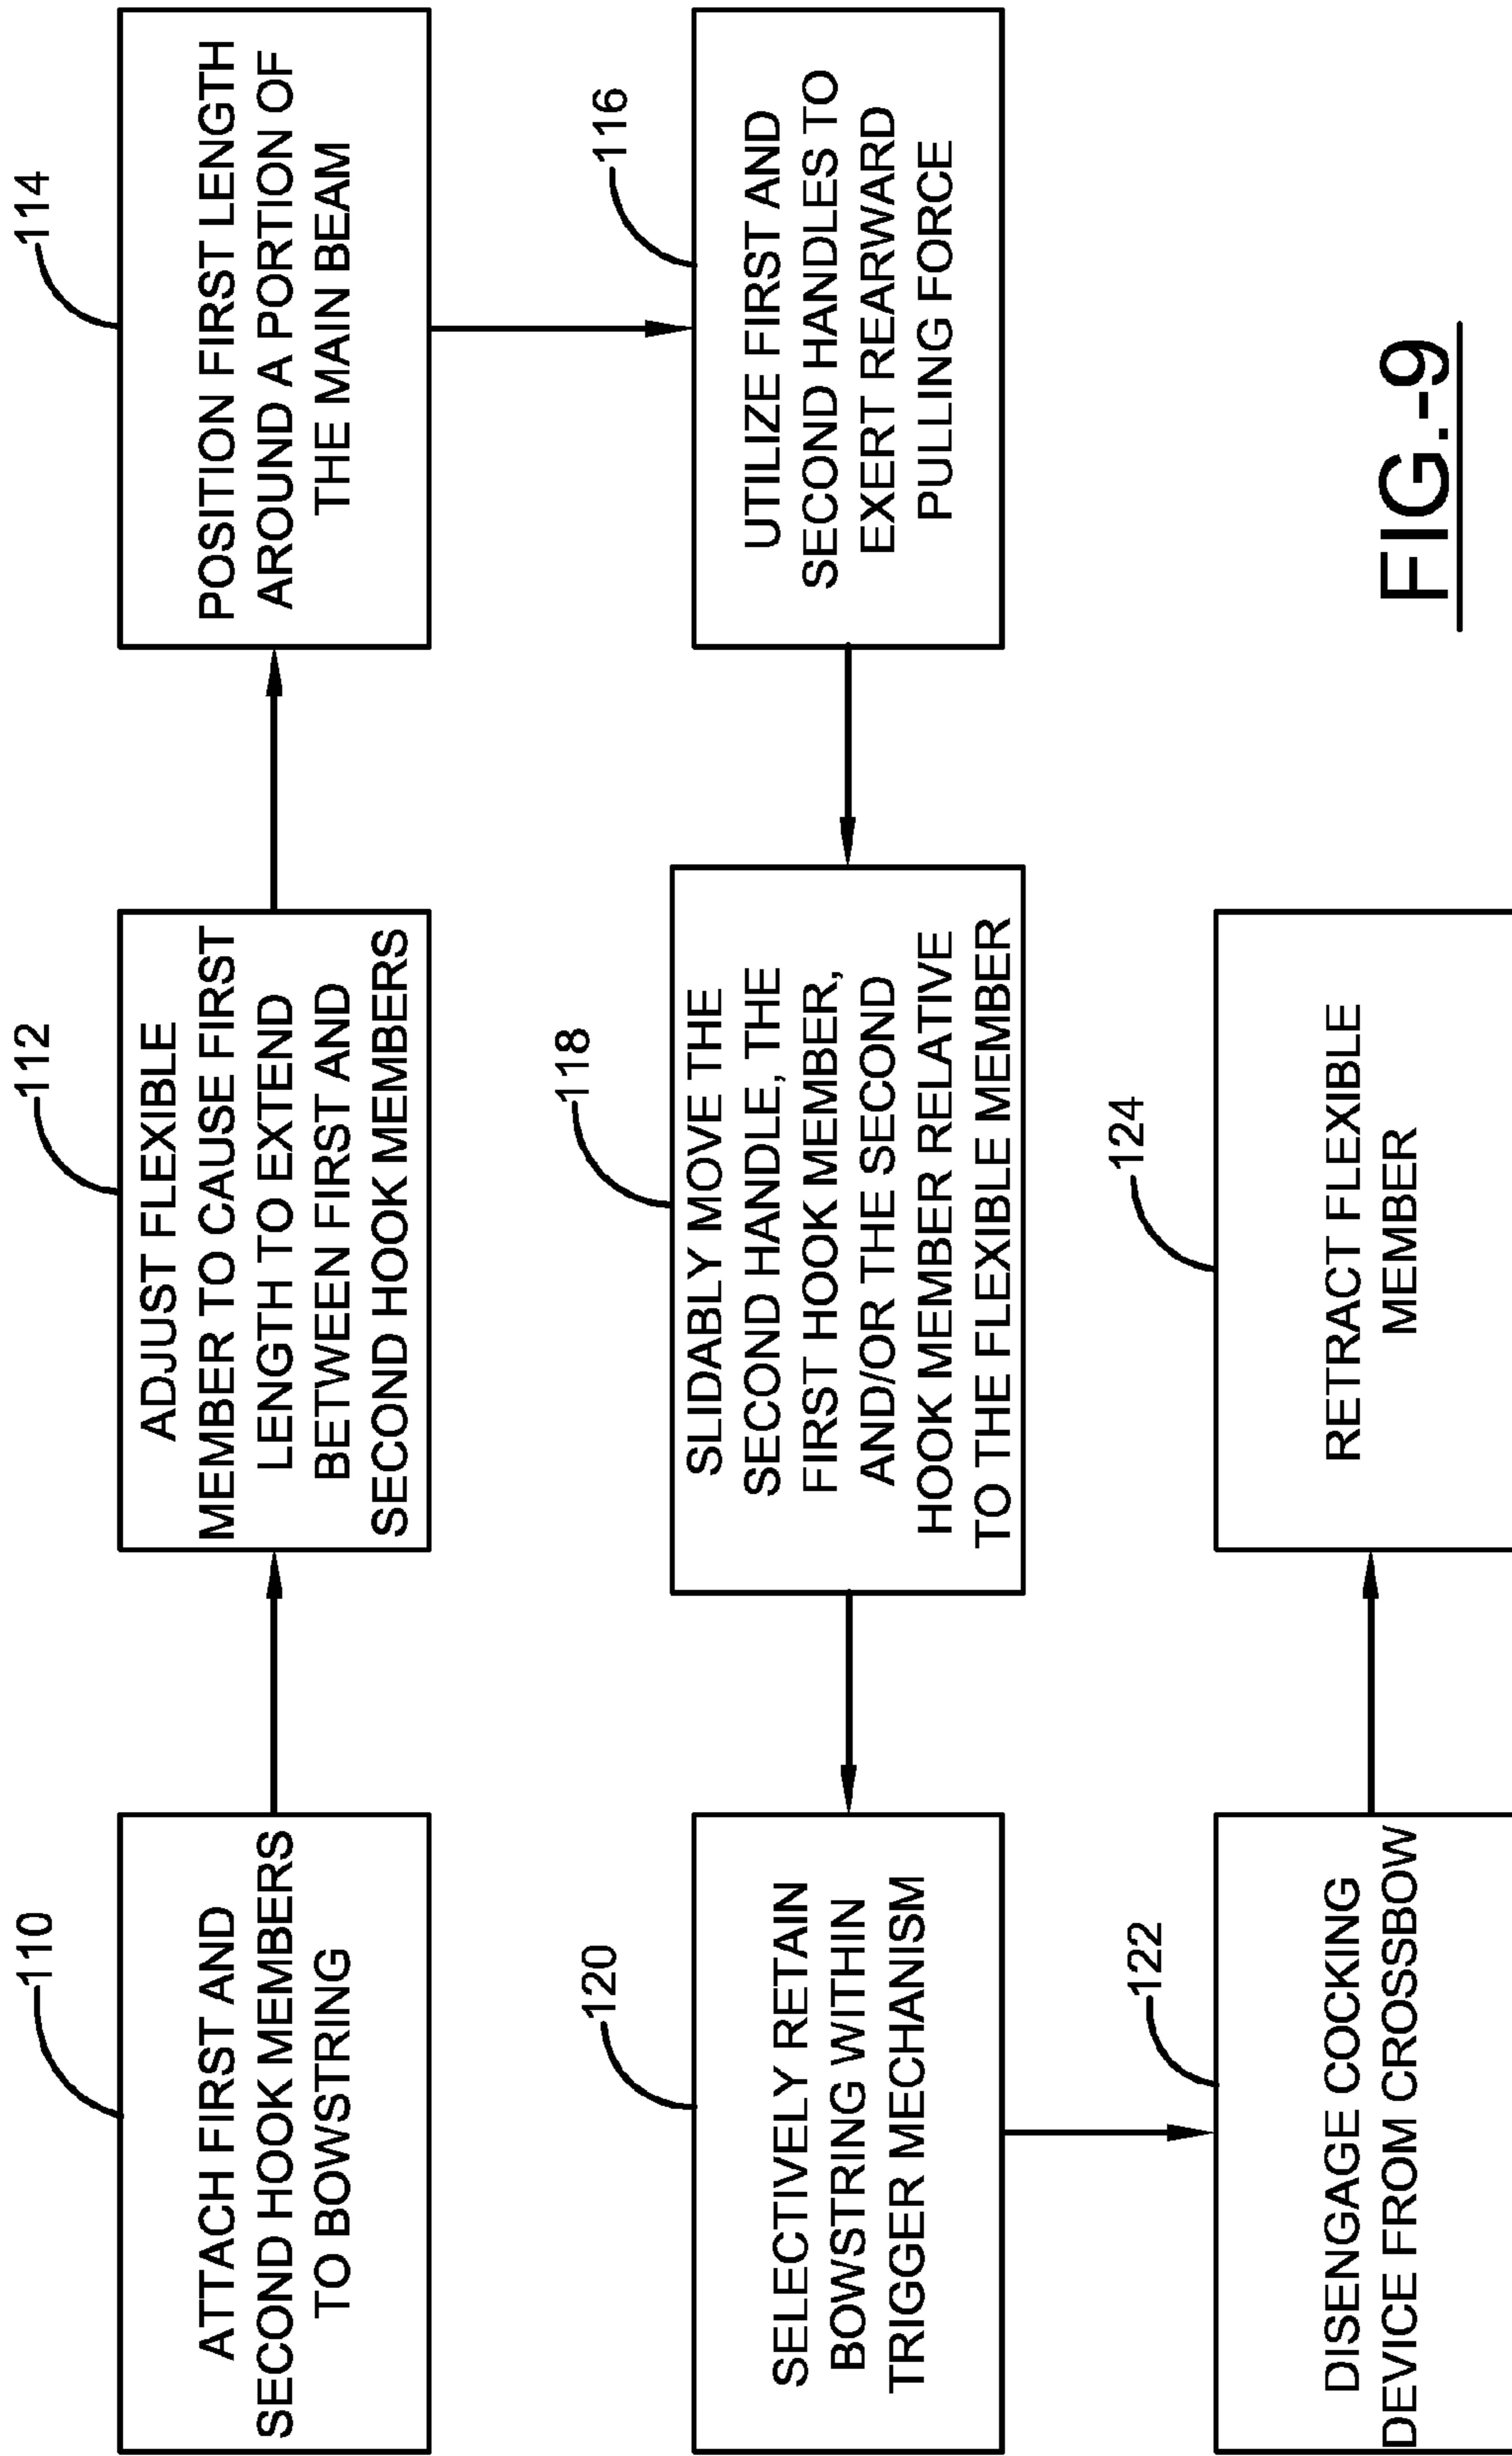 110
ATTACH FIRST AND
SECOND HOOK MEMBERS
TO BOWSTRING
112
ADJUST FLEXIBLE
MEMBER TO CAUSE FIRST
LENGTH TO EXTEND
BETWEEN FIRST AND
SECOND HOOK MEMBERS
114
POSITION FIRST LENGTH
AROUND A PORTION OF
THE MAIN BEAM
116
UTILIZE FIRST AND
SECOND HANDLES TO
EXERT REARWARD
PULLING FORCE
118
SLIDABLY MOVE THE
SECOND HANDLE, THE
FIRST HOOK MEMBER,
AND/OR THE SECOND
HOOK MEMBER RELATIVE
TO THE FLEXIBLE MEMBER
120
SELECTIVELY RETAIN
BOWSTRING WITHIN
TRIGGER MECHANISM
122
DISENGAGE COCKING
DEVICE FROM CROSSBOW
124
RETRACT FLEXIBLE
MEMBER
FIG.-9